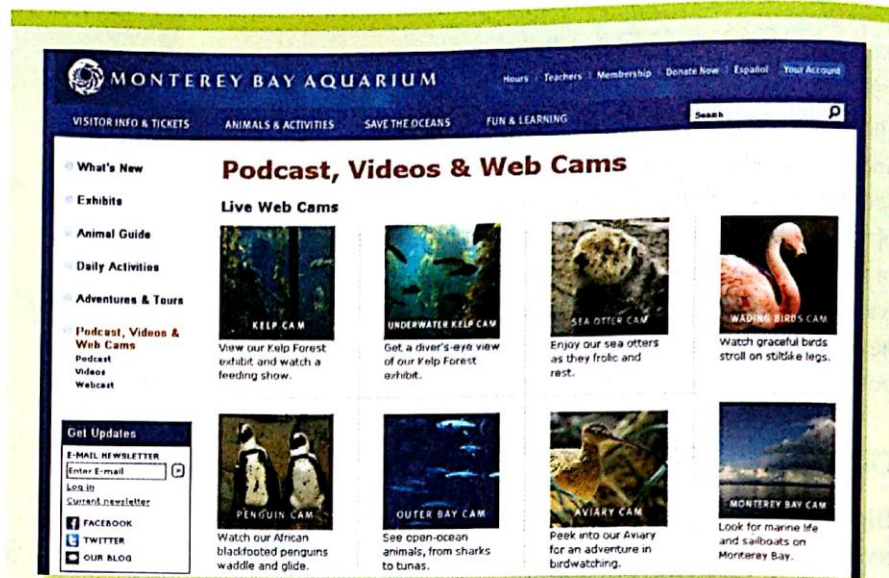 MONTEREY BAY AQUARIUM
Hours Teachers Membership Donate Now Español Your Account
VISITOR INFO & TICKETS ANIMALS & ACTIVITIES SAVE THE OCEANS FUN & LEARNING
Search
What's New
Exhibits
Animal Guide
Daily Activities
Adventures & Tours
Podcast, Videos &
Web Cams
Podcast
Videos
Webcast
Get Updates
E-MAIL NEWSLETTER
Enter E-mail
Log in
Current newsletter
FACEBOOK
TWITTER
OUR BLOG
Podcast, Videos & Web Cams
Live Web Cams
KELP CAM
View our Kelp Forest
exhibit and watch a
feeding show.
UNDERWATER KELP CAM
Get a diver's-eye view
of our Kelp Forest
exhibit.
SEA OTTER CAM
Enjoy our sea otters
as they frolic and
rest.
WADING BIRDS CAM
Watch graceful birds
stroll on stiltlike legs.
PENGUIN CAM
Watch our African
blackfooted penguins
waddle and glide.
OUTER BAY CAM
See open-ocean
animals, from sharks
to tunas.
AVIARY CAM
Peek into our Aviary
for an adventure in
birdwatching.
MONTEREY BAY CAM
Look for marine life
and sailboats on
Monterey Bay.